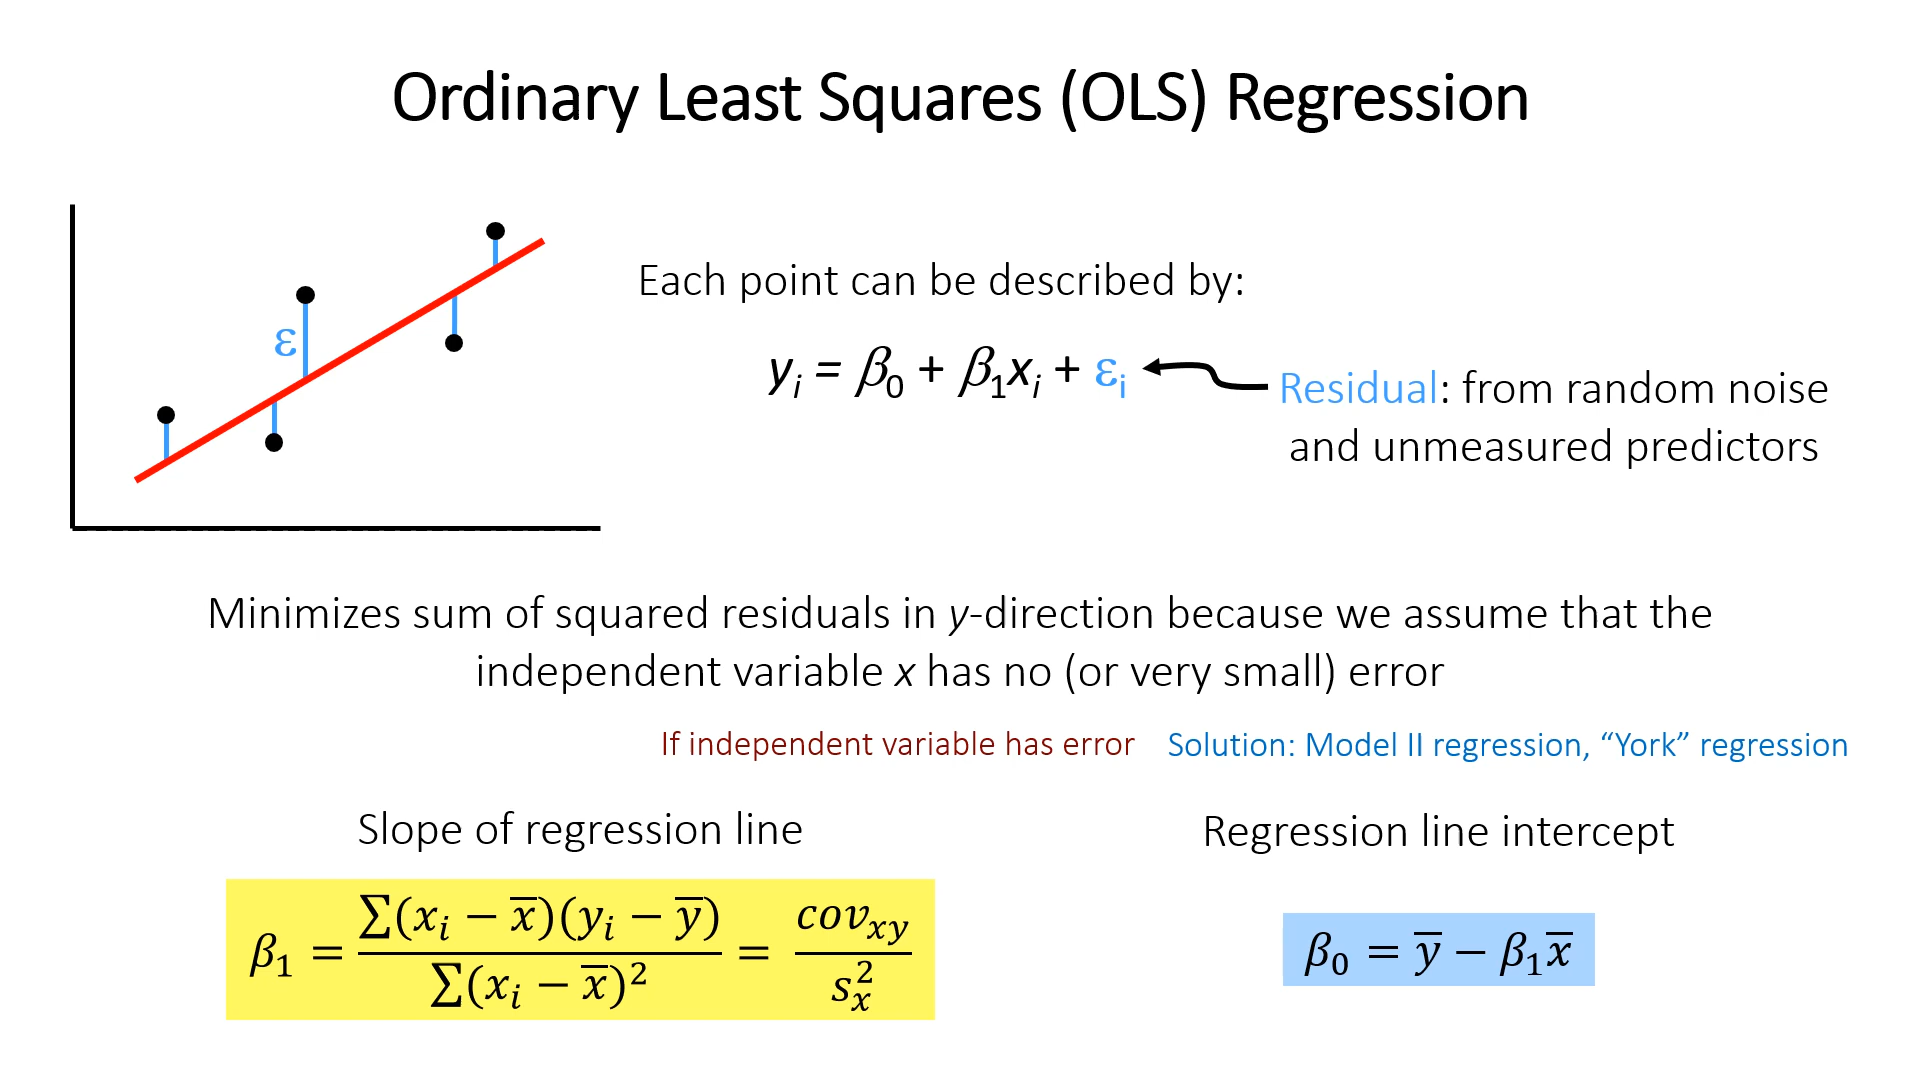 Ordinary Least Squares (OLS) Regression
ε
Each point can be described by:
yᵢ = β₀ + β₁xᵢ + εᵢ
Residual: from random noise
and unmeasured predictors
Minimizes sum of squared residuals in y-direction because we assume that the
independent variable x has no (or very small) error
If independent variable has error
Solution: Model II regression, “York” regression
Slope of regression line
β₁ = ∑(xᵢ − x̅)(yᵢ − y̅) / ∑(xᵢ − x̅)² = cov_xy / s_x²
Regression line intercept
β₀ = y̅ − β₁x̅